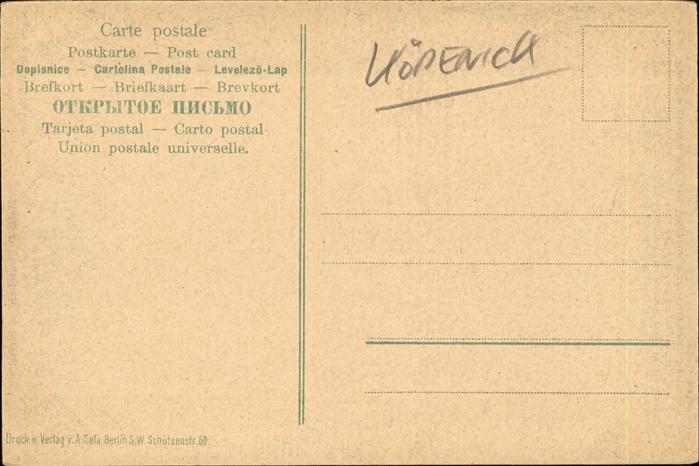 Carte postale
Postkarte — Post card
Dopisnice — Cartolina Postale — Levelező-Lap
Brefkort — Briefkaart — Brevkort
ОТКРЫТОЕ ПИСЬМО
Tarjeta postal — Carto postal
Union postale universelle.
KÖPENICK
Druck u. Verlag v. A. Sala Berlin S.W. Schützenstr. 60.